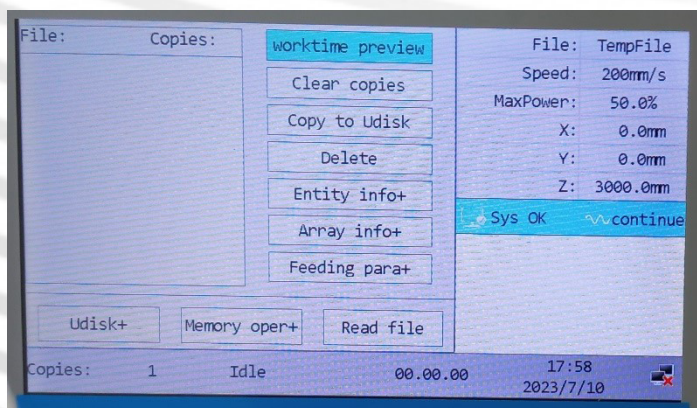 File: Copies:
worktime preview
Clear copies
Copy to Udisk
Delete
Entity info+
Array info+
Feeding para+
Udisk+ Memory oper+ Read file
File: TempFile
Speed: 200mm/s
MaxPower: 50.0%
X: 0.0mm
Y: 0.0mm
Z: 3000.0mm
Sys OK continue
Copies: 1 Idle 00.00.00 17:58
2023/7/10